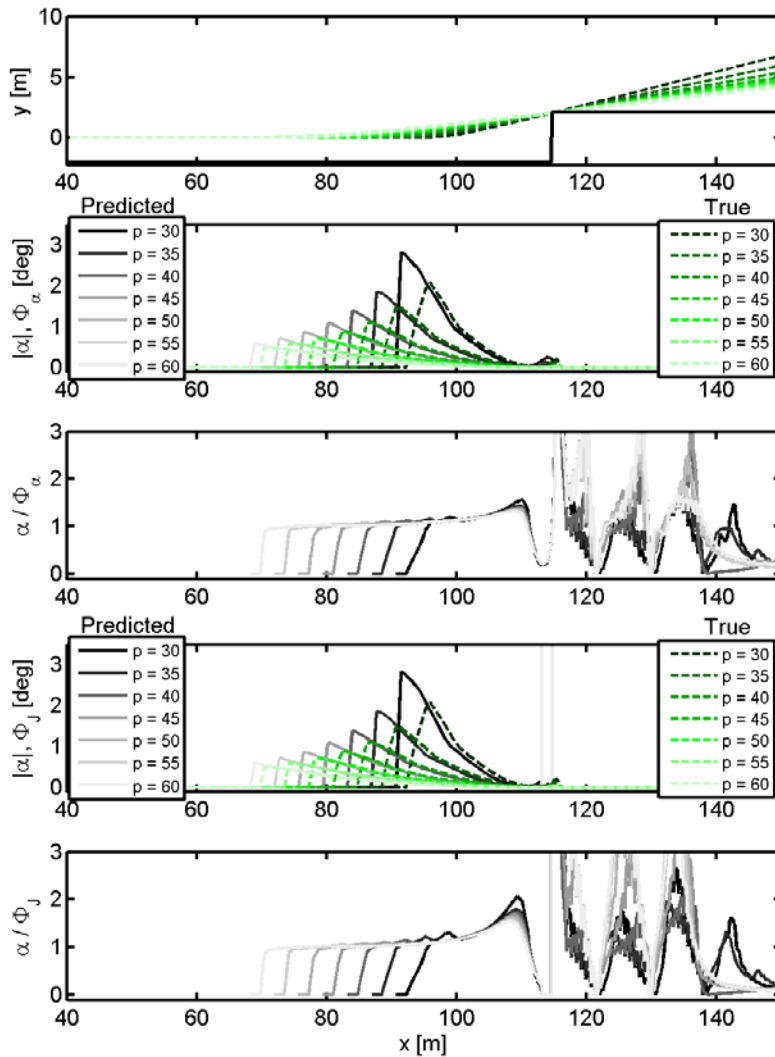 10
5
0
y [m]
40 60 80 100 120 140
Predicted
True
3
2
1
0
|α|, Φα [deg]
p = 30
p = 35
p = 40
p = 45
p = 50
p = 55
p = 60
p = 30
p = 35
p = 40
p = 45
p = 50
p = 55
p = 60
40 60 80 100 120 140
3
2
1
0
α / Φα
40 60 80 100 120 140
Predicted
True
3
2
1
0
|α|, ΦJ [deg]
p = 30
p = 35
p = 40
p = 45
p = 50
p = 55
p = 60
p = 30
p = 35
p = 40
p = 45
p = 50
p = 55
p = 60
40 60 80 100 120 140
3
2
1
0
α / ΦJ
40 60 80 100 120 140
x [m]